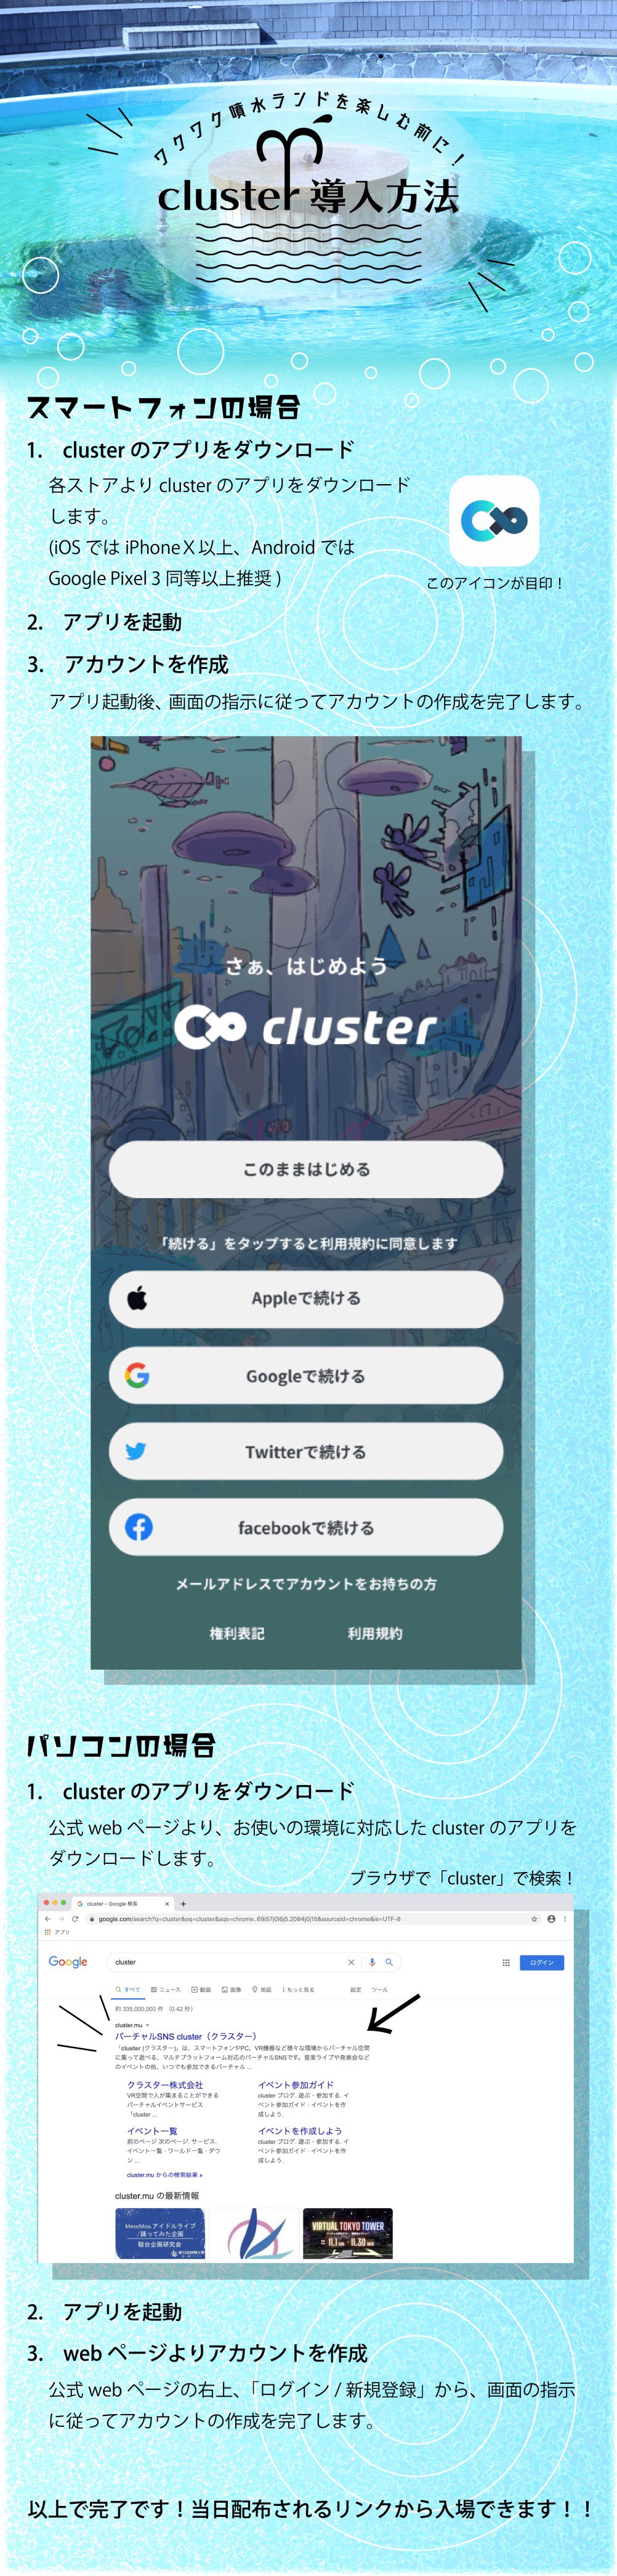 ワクワク噴水ランドを楽しむ前に!
cluster 導入方法
スマートフォンの場合
1. cluster のアプリをダウンロード
各ストアより cluster のアプリをダウンロード
します。
(iOS では iPhoneX以上、Android では
Google Pixel 3 同等以上推奨 )
このアイコンが目印!
2. アプリを起動
3. アカウントを作成
アプリ起動後、画面の指示に従ってアカウントの作成を完了します。
さぁ、はじめよう
cluster
このままはじめる
「続ける」をタップすると利用規約に同意します
Appleで続ける
Googleで続ける
Twitterで続ける
facebookで続ける
メールアドレスでアカウントをお持ちの方
権利表記 利用規約
パソコンの場合
1. cluster のアプリをダウンロード
公式 web ページより、お使いの環境に対応した cluster のアプリを
ダウンロードします。
ブラウザで「cluster」で検索!
cluster - Google 検索
google.com/search?q=cluster&oq=cluster&aqs=chrome..69i57j0l6j5.2084j0j15&sourceid=chrome&ie=UTF-8
アプリ
Google cluster ログイン
すべて ニュース 動画 画像 地図 もっと見る 設定 ツール
約 335,000,000 件 (0.42 秒)
cluster.mu
バーチャルSNS cluster(クラスター)
「cluster (クラスター)」は、スマートフォンやPC、VR機器など様々な環境からバーチャル空間
に集って遊べる、マルチプラットフォーム対応のバーチャルSNSです。音楽ライブや発表会など
のイベントの他、いつでも参加できるバーチャル ...
クラスター株式会社
VR空間で人が集まることができる
バーチャルイベントサービス
「cluster ...
イベント参加ガイド
cluster ブログ. 遊ぶ・参加する. イ
ベント参加ガイド · イベントを作
成しよう.
イベント一覧
前のページ 次のページ. サービス.
イベント一覧 · ワールド一覧 · ダウ
ン ...
イベントを作成しよう
cluster ブログ. 遊ぶ・参加する. イ
ベント参加ガイド · イベントを作
成しよう.
cluster.mu からの検索結果 »
cluster.mu の最新情報
MeseMoa.アイドルライブ
/踊ってみた企画
騒合企画研究会
VIRTUAL TOKYO TOWER
11.1 11.30
2. アプリを起動
3. web ページよりアカウントを作成
公式 web ページの右上、「ログイン / 新規登録」から、画面の指示
に従ってアカウントの作成を完了します。
以上で完了です!当日配布されるリンクから入場できます!!